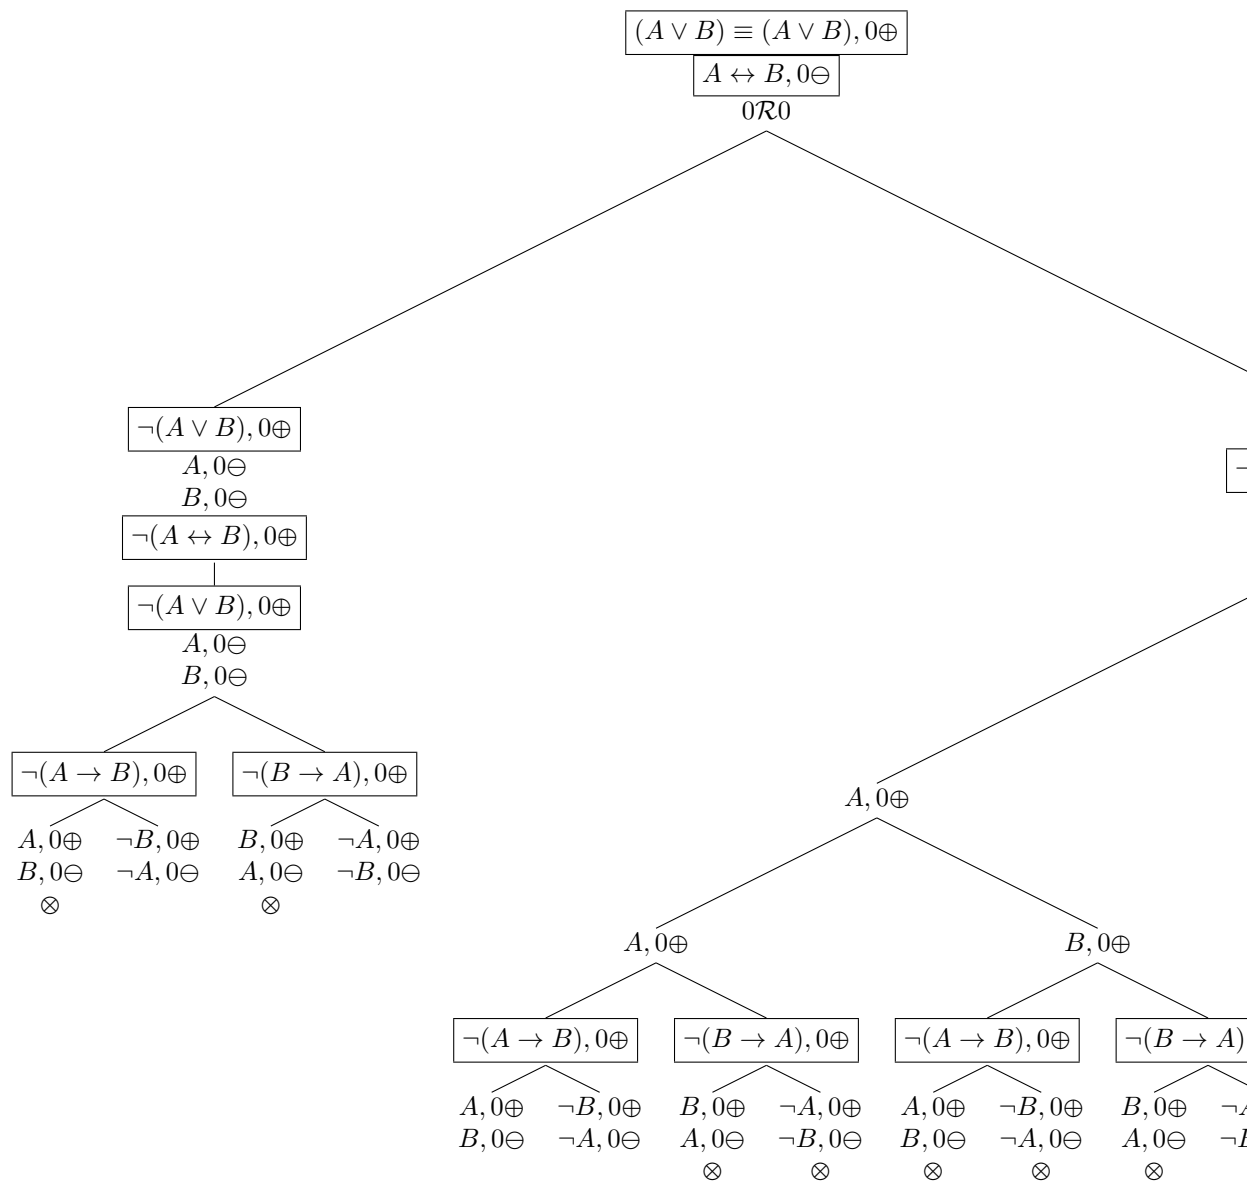 (A ∨ B) ≡ (A ∨ B), 0⊕
A ↔ B, 0⊖
0ℛ0
¬(A ∨ B), 0⊕
A, 0⊖
B, 0⊖
¬(A ↔ B), 0⊕
¬(A ∨ B), 0⊕
A, 0⊖
B, 0⊖
¬(A → B), 0⊕ ¬(B → A), 0⊕
A, 0⊕ ¬B, 0⊕ B, 0⊕ ¬A, 0⊕
B, 0⊖ ¬A, 0⊖ A, 0⊖ ¬B, 0⊖
⊗ ⊗
¬
A, 0⊕
A, 0⊕ B, 0⊕
¬(A → B), 0⊕ ¬(B → A), 0⊕ ¬(A → B), 0⊕ ¬(B → A)
A, 0⊕ ¬B, 0⊕ B, 0⊕ ¬A, 0⊕ A, 0⊕ ¬B, 0⊕ B, 0⊕ ¬
B, 0⊖ ¬A, 0⊖ A, 0⊖ ¬B, 0⊖ B, 0⊖ ¬A, 0⊖ A, 0⊖ ¬
⊗ ⊗ ⊗ ⊗ ⊗